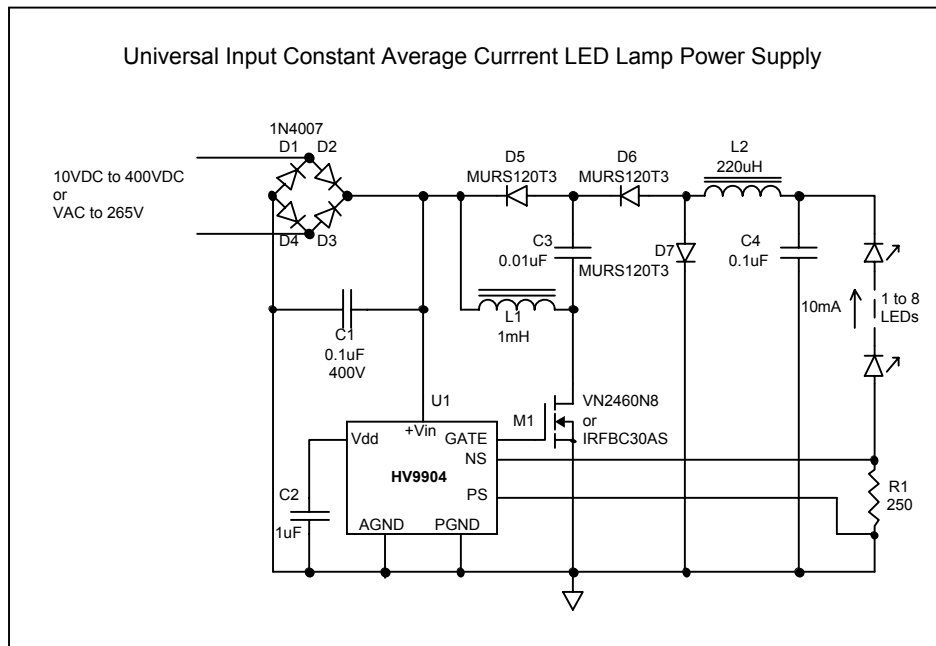 Universal Input Constant Average Currrent LED Lamp Power Supply
1N4007
D1 D2
10VDC to 400VDC
or
VAC to 265V
D4 D3
D5
MURS120T3
D6
MURS120T3
L2
220uH
C3
0.01uF
D7
MURS120T3
C4
0.1uF
10mA
1 to 8
LEDs
L1
1mH
C1
0.1uF
400V
U1
M1
VN2460N8
or
IRFBC30AS
+Vin
Vdd
GATE
NS
HV9904
PS
AGND PGND
C2
1uF
R1
250